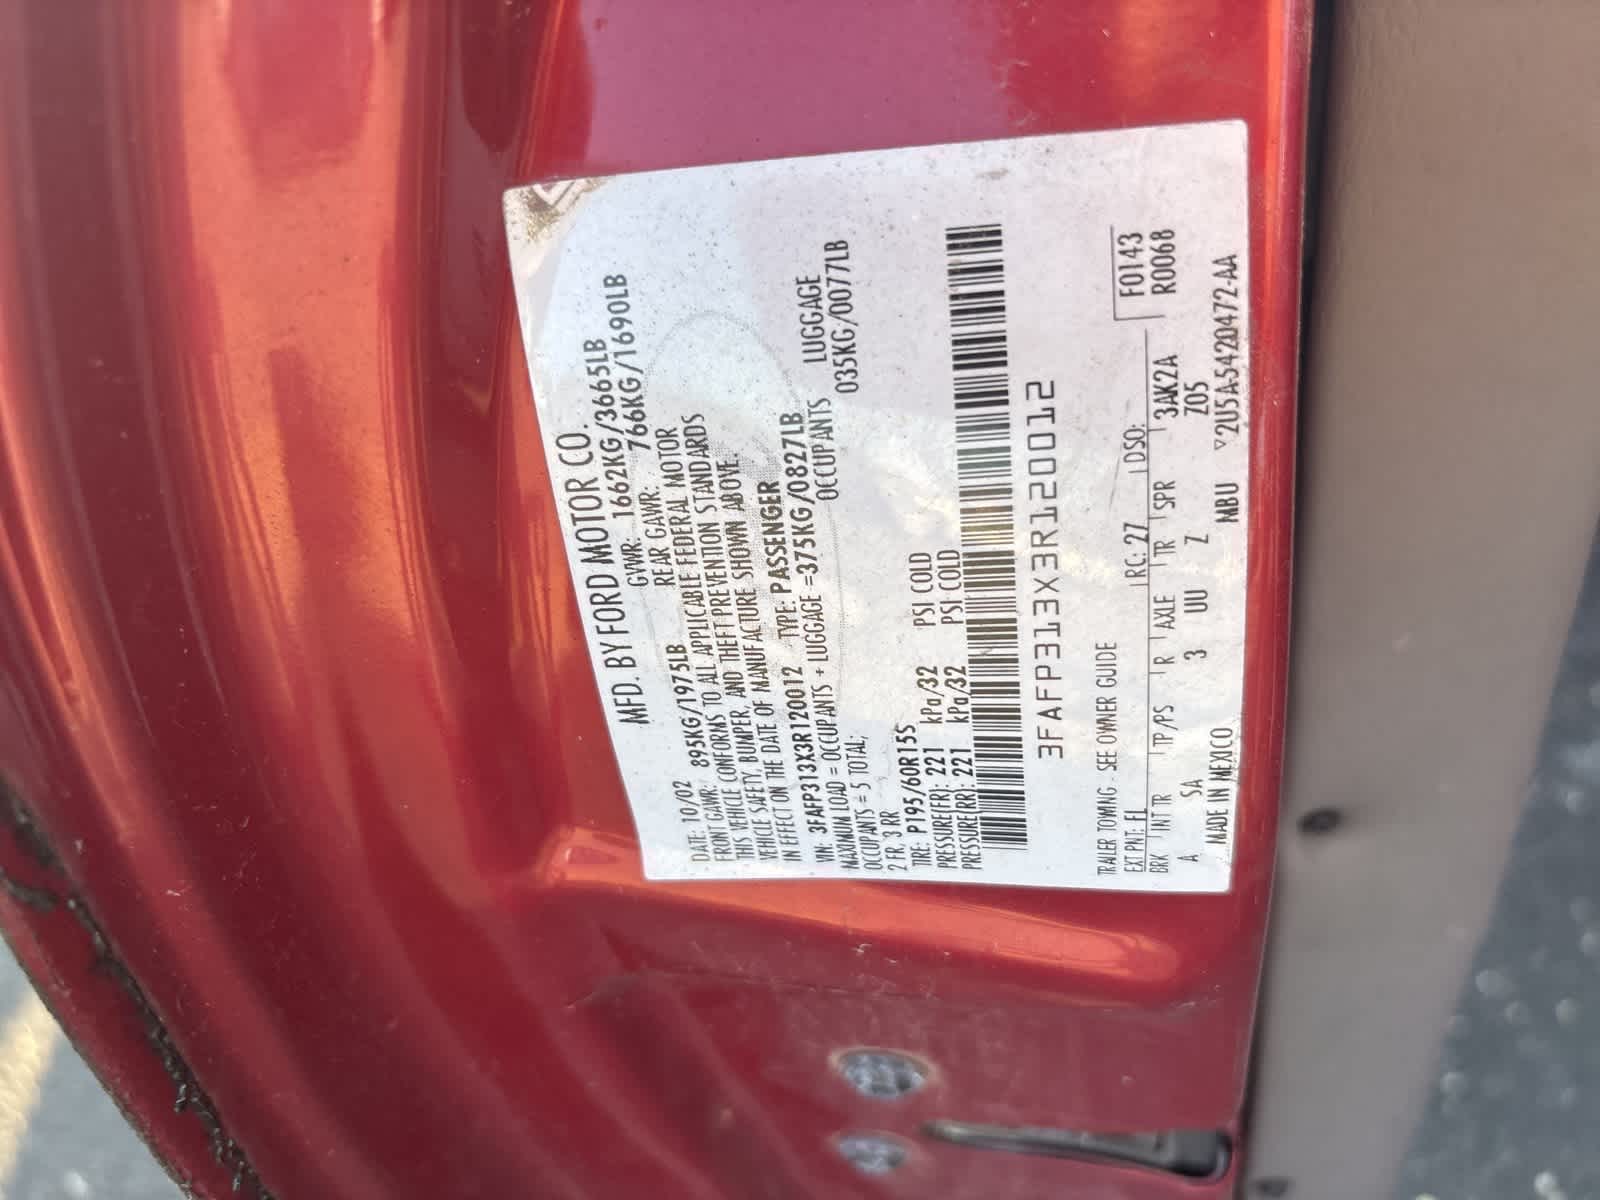 MFD. BY FORD MOTOR CO.
DATE: 10/02 GVWR: 1662KG/3665LB
FRONT GAWR: 895KG/1975LB REAR GAWR: 766KG/1690LB
THIS VEHICLE CONFORMS TO ALL APPLICABLE FEDERAL MOTOR
VEHICLE SAFETY, BUMPER, AND THEFT PREVENTION STANDARDS
IN EFFECT ON THE DATE OF MANUFACTURE SHOWN ABOVE.
VIN: 3FAFP313X3R120012 TYPE: PASSENGER
MAXIMUM LOAD = OCCUPANTS + LUGGAGE =375KG/0827LB
OCCUPANTS = 5 TOTAL; OCCUPANTS LUGGAGE
2 FR, 3 RR 035KG/0077LB
TIRE: P195/60R15S
PRESSURE(FR): 221 kPa/32 PSI COLD
PRESSURE(RR): 221 kPa/32 PSI COLD
3FAFP313X3R120012
TRAILER TOWING - SEE OWNER GUIDE
EXT PNT: FL RC: 27 DSO: F0143
BRK INT TR TP/PS R AXLE TR SPR 3AK2A R0068
A SA 3 UU Z Z05
MADE IN MEXICO MBU ▽2U5A-5420472-AA